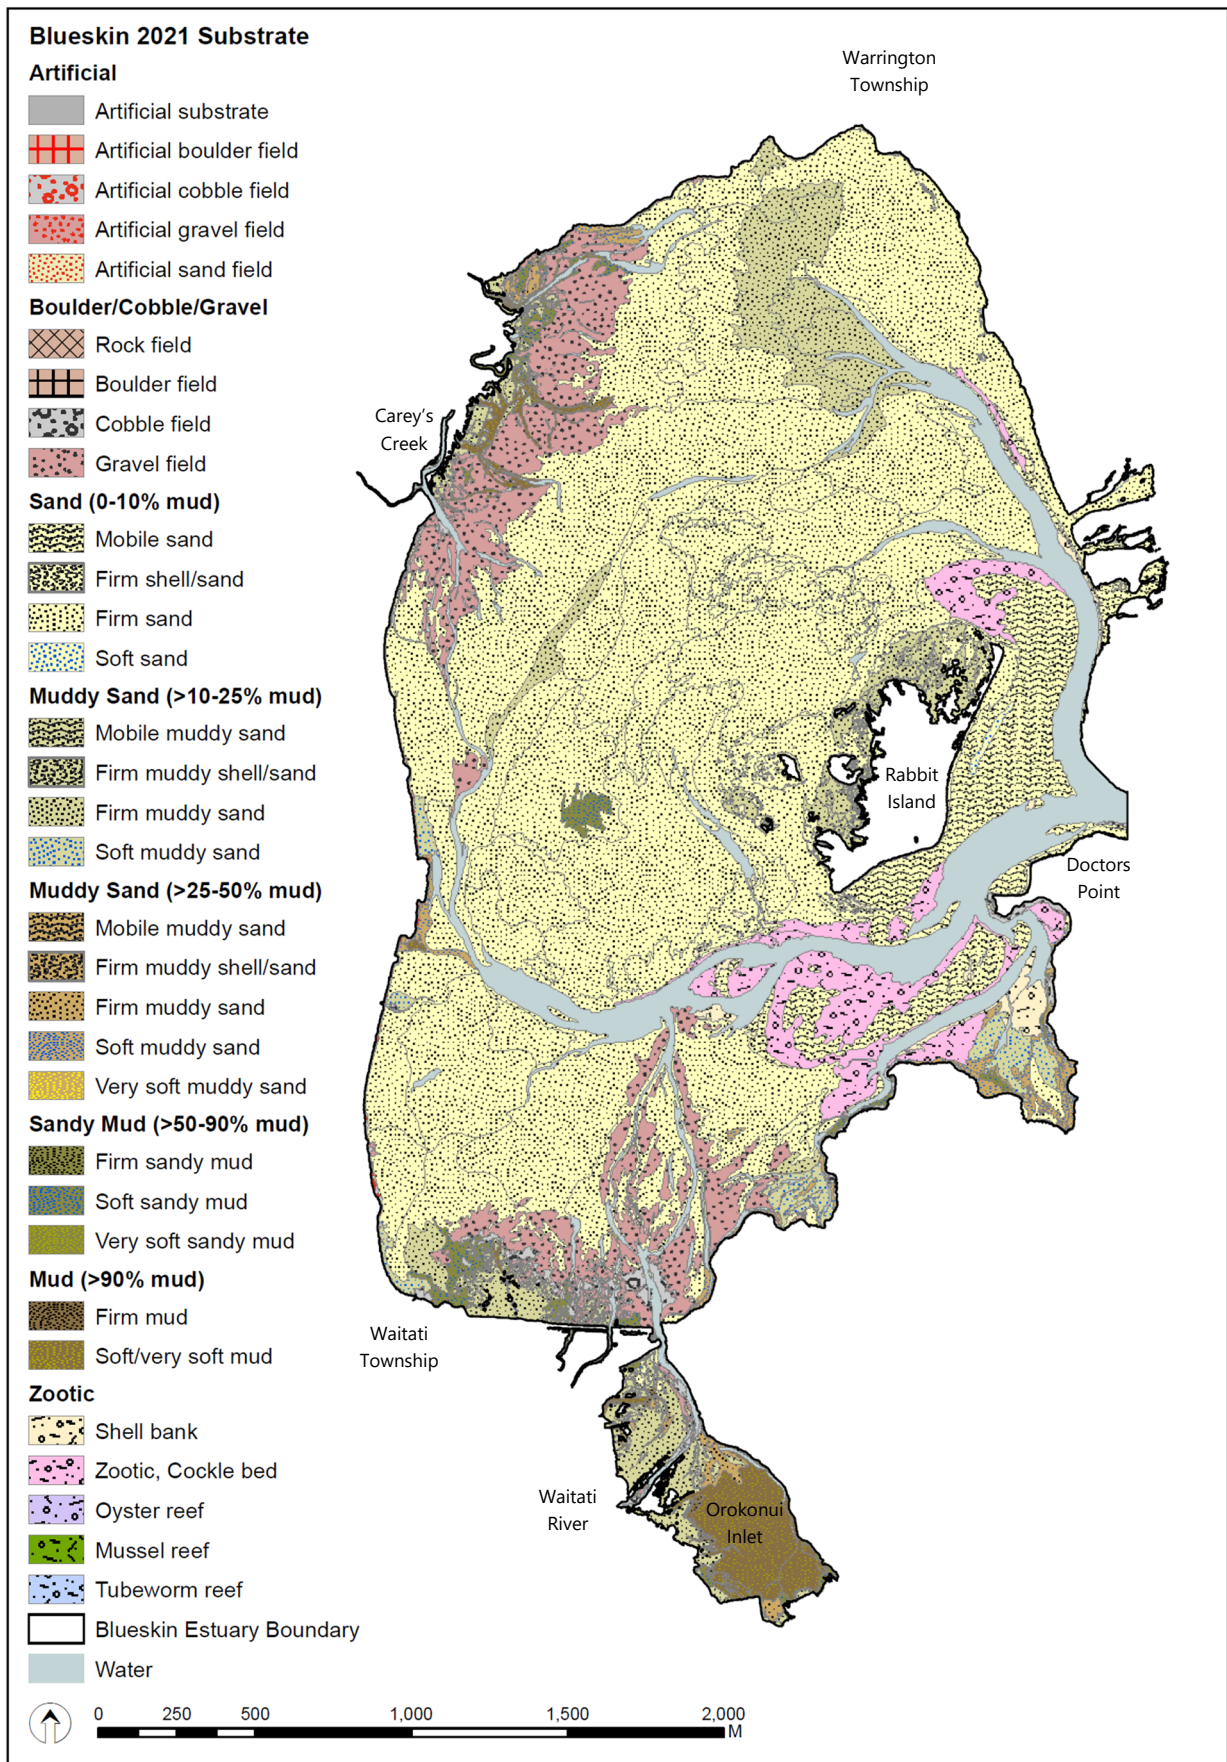 Blueskin 2021 Substrate
Artificial
Artificial substrate
Artificial boulder field
Artificial cobble field
Artificial gravel field
Artificial sand field
Boulder/Cobble/Gravel
Rock field
Boulder field
Cobble field
Gravel field
Sand (0-10% mud)
Mobile sand
Firm shell/sand
Firm sand
Soft sand
Muddy Sand (>10-25% mud)
Mobile muddy sand
Firm muddy shell/sand
Firm muddy sand
Soft muddy sand
Muddy Sand (>25-50% mud)
Mobile muddy sand
Firm muddy shell/sand
Firm muddy sand
Soft muddy sand
Very soft muddy sand
Sandy Mud (>50-90% mud)
Firm sandy mud
Soft sandy mud
Very soft sandy mud
Mud (>90% mud)
Firm mud
Soft/very soft mud
Zootic
Shell bank
Zootic, Cockle bed
Oyster reef
Mussel reef
Tubeworm reef
Blueskin Estuary Boundary
Water
0 250 500 1,000 1,500 2,000
M
Warrington
Township
Carey's
Creek
Rabbit
Island
Doctors
Point
Waitati
Township
Waitati
River
Orokonui
Inlet